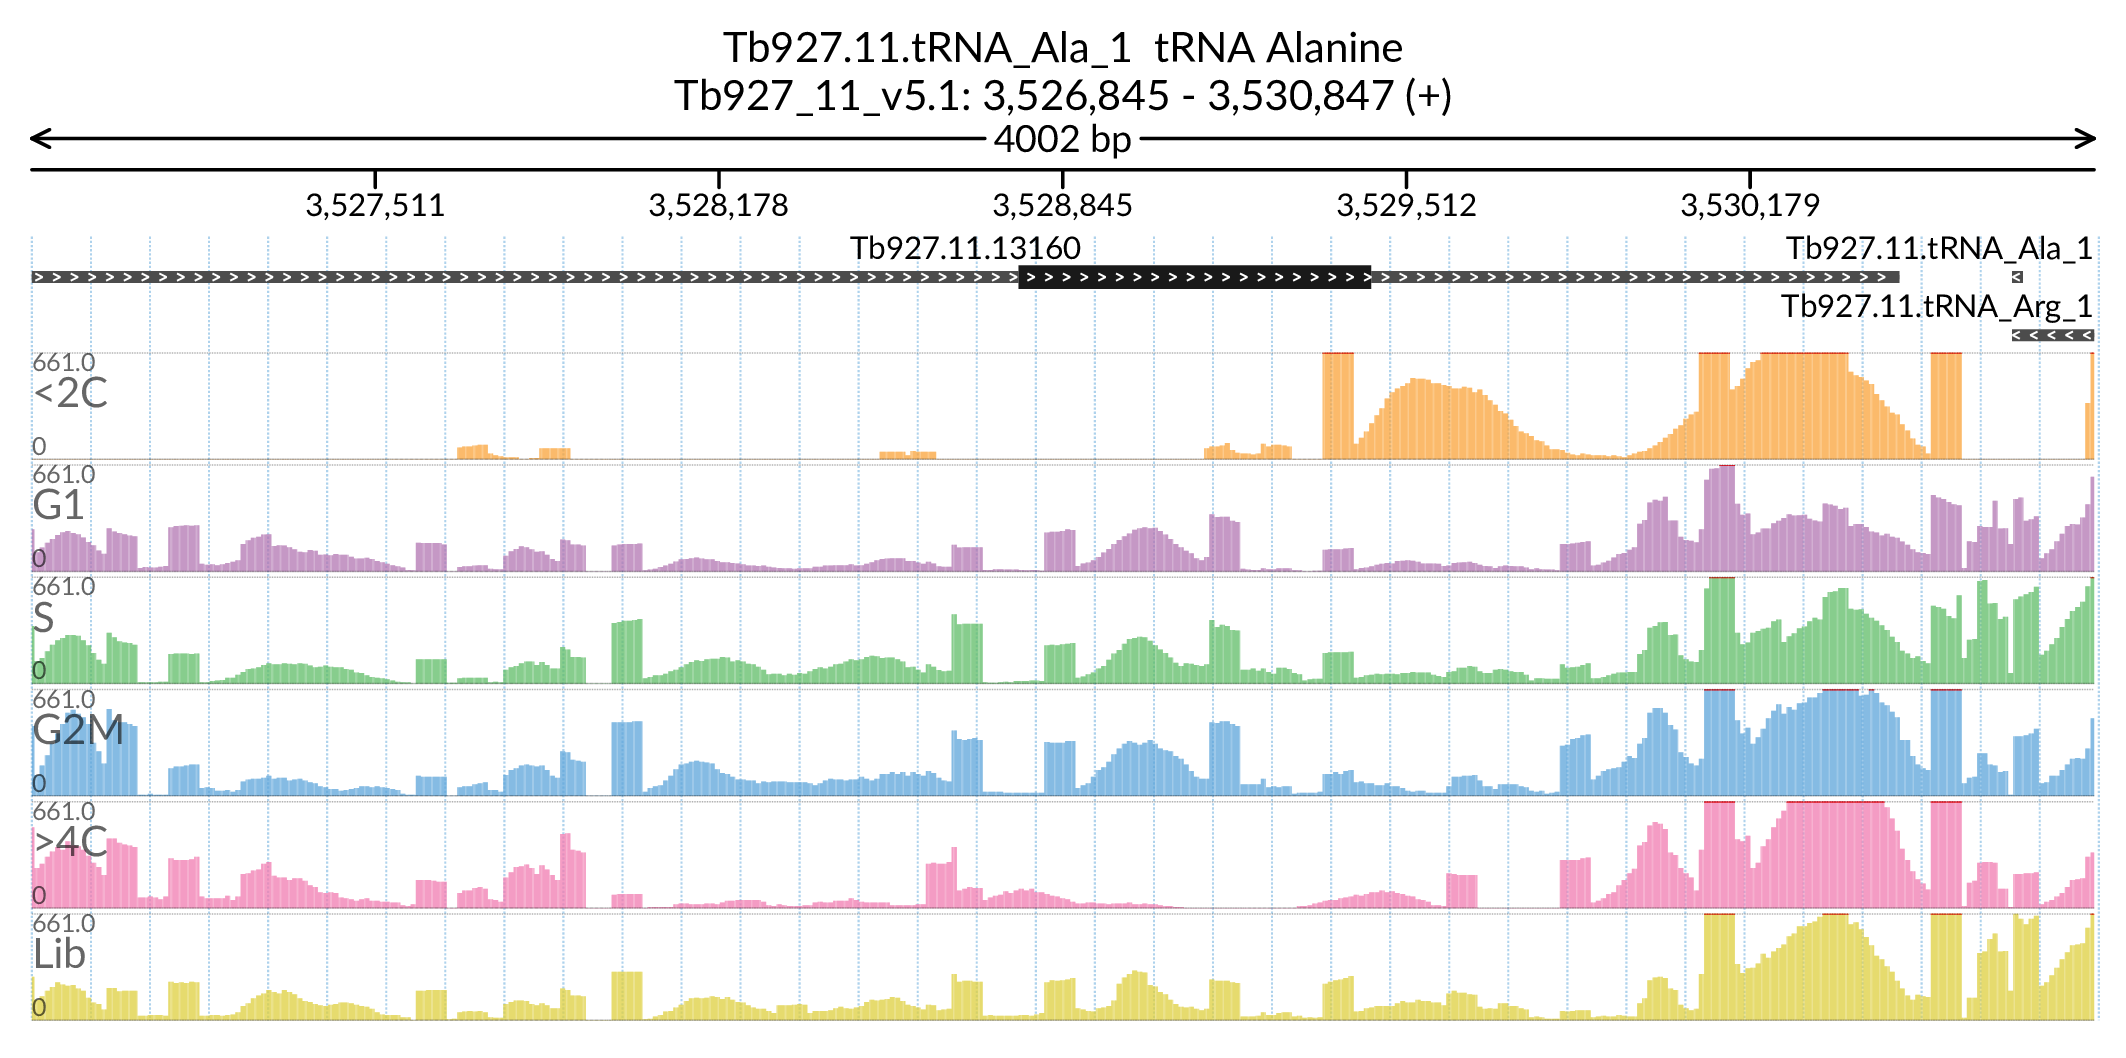 Tb927.11.tRNA_Ala_1 tRNA Alanine
Tb927_11_v5.1: 3,526,845 - 3,530,847 (+)
4002 bp
3,527,511 3,528,178 3,528,845 3,529,512 3,530,179
Tb927.11.13160 Tb927.11.tRNA_Ala_1
Tb927.11.tRNA_Arg_1
661.0
<2C
0
661.0
G1
0
661.0
S
0
661.0
G2M
0
661.0
>4C
0
661.0
Lib
0